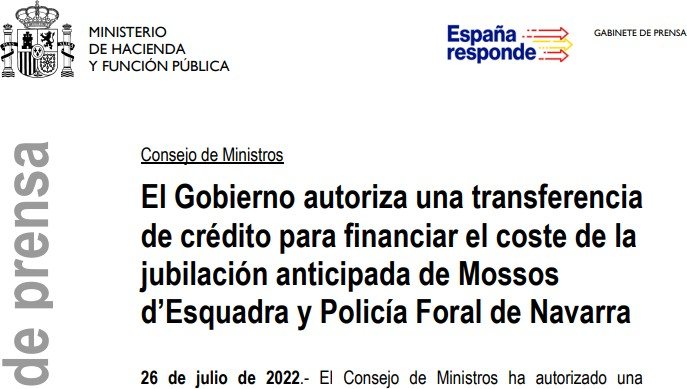 MINISTERIO
DE HACIENDA
Y FUNCIÓN PÚBLICA
España
responde
GABINETE DE PRENSA
de prensa
Consejo de Ministros
El Gobierno autoriza una transferencia
de crédito para financiar el coste de la
jubilación anticipada de Mossos
d’Esquadra y Policía Foral de Navarra
26 de julio de 2022.- El Consejo de Ministros ha autorizado una